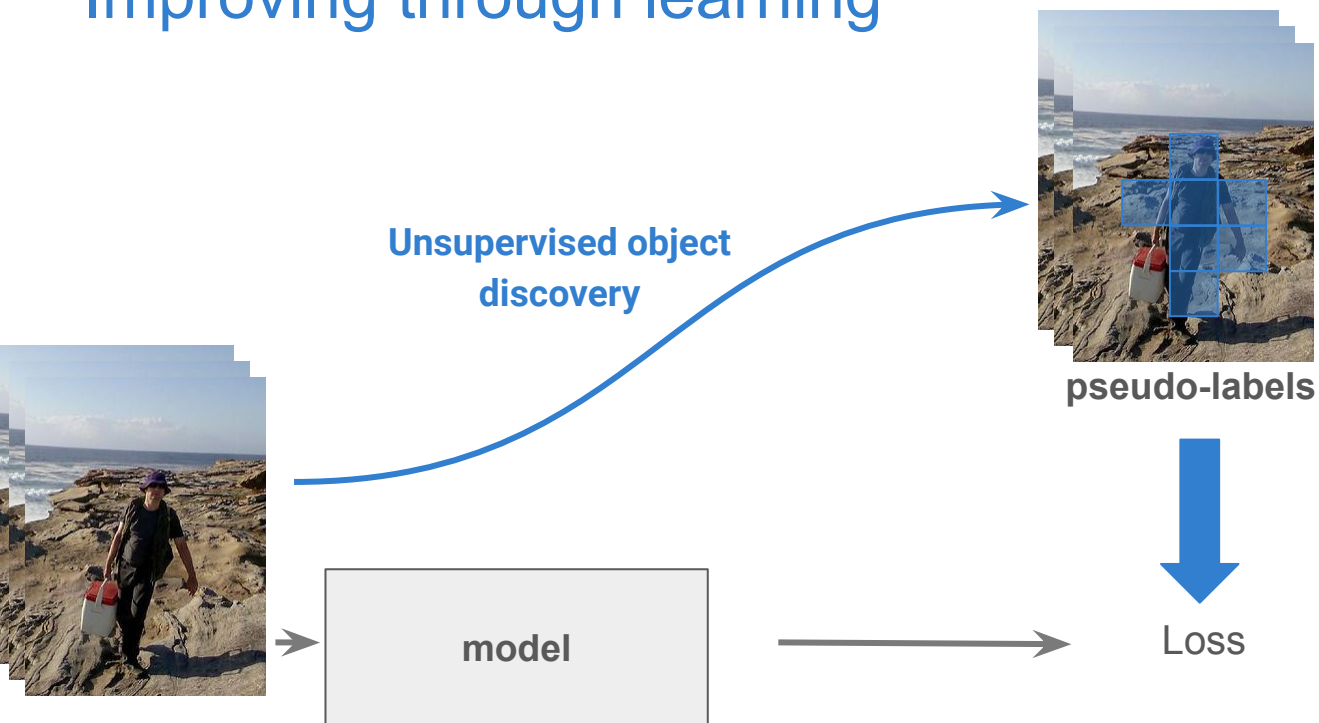 Improving through learning
Unsupervised object
discovery
pseudo-labels
model
Loss